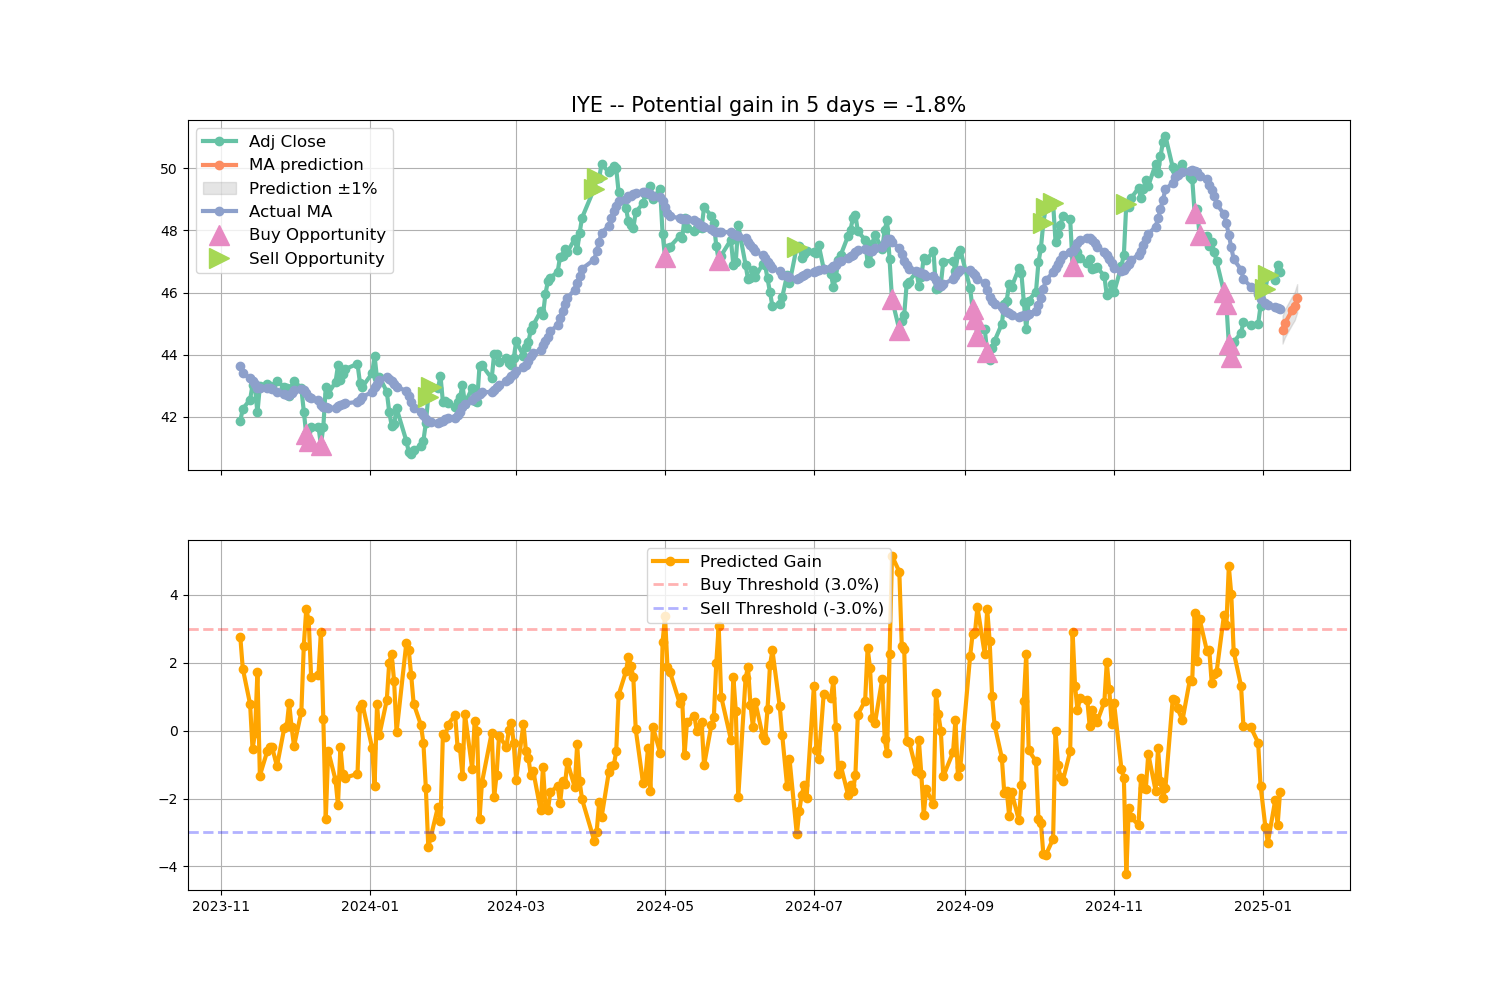 IYE -- Potential gain in 5 days = -1.8%
Adj Close
MA prediction
Prediction ±1%
Actual MA
Buy Opportunity
Sell Opportunity
50
48
46
44
42
Predicted Gain
Buy Threshold (3.0%)
Sell Threshold (-3.0%)
4
2
0
−2
−4
2023-11 2024-01 2024-03 2024-05 2024-07 2024-09 2024-11 2025-01